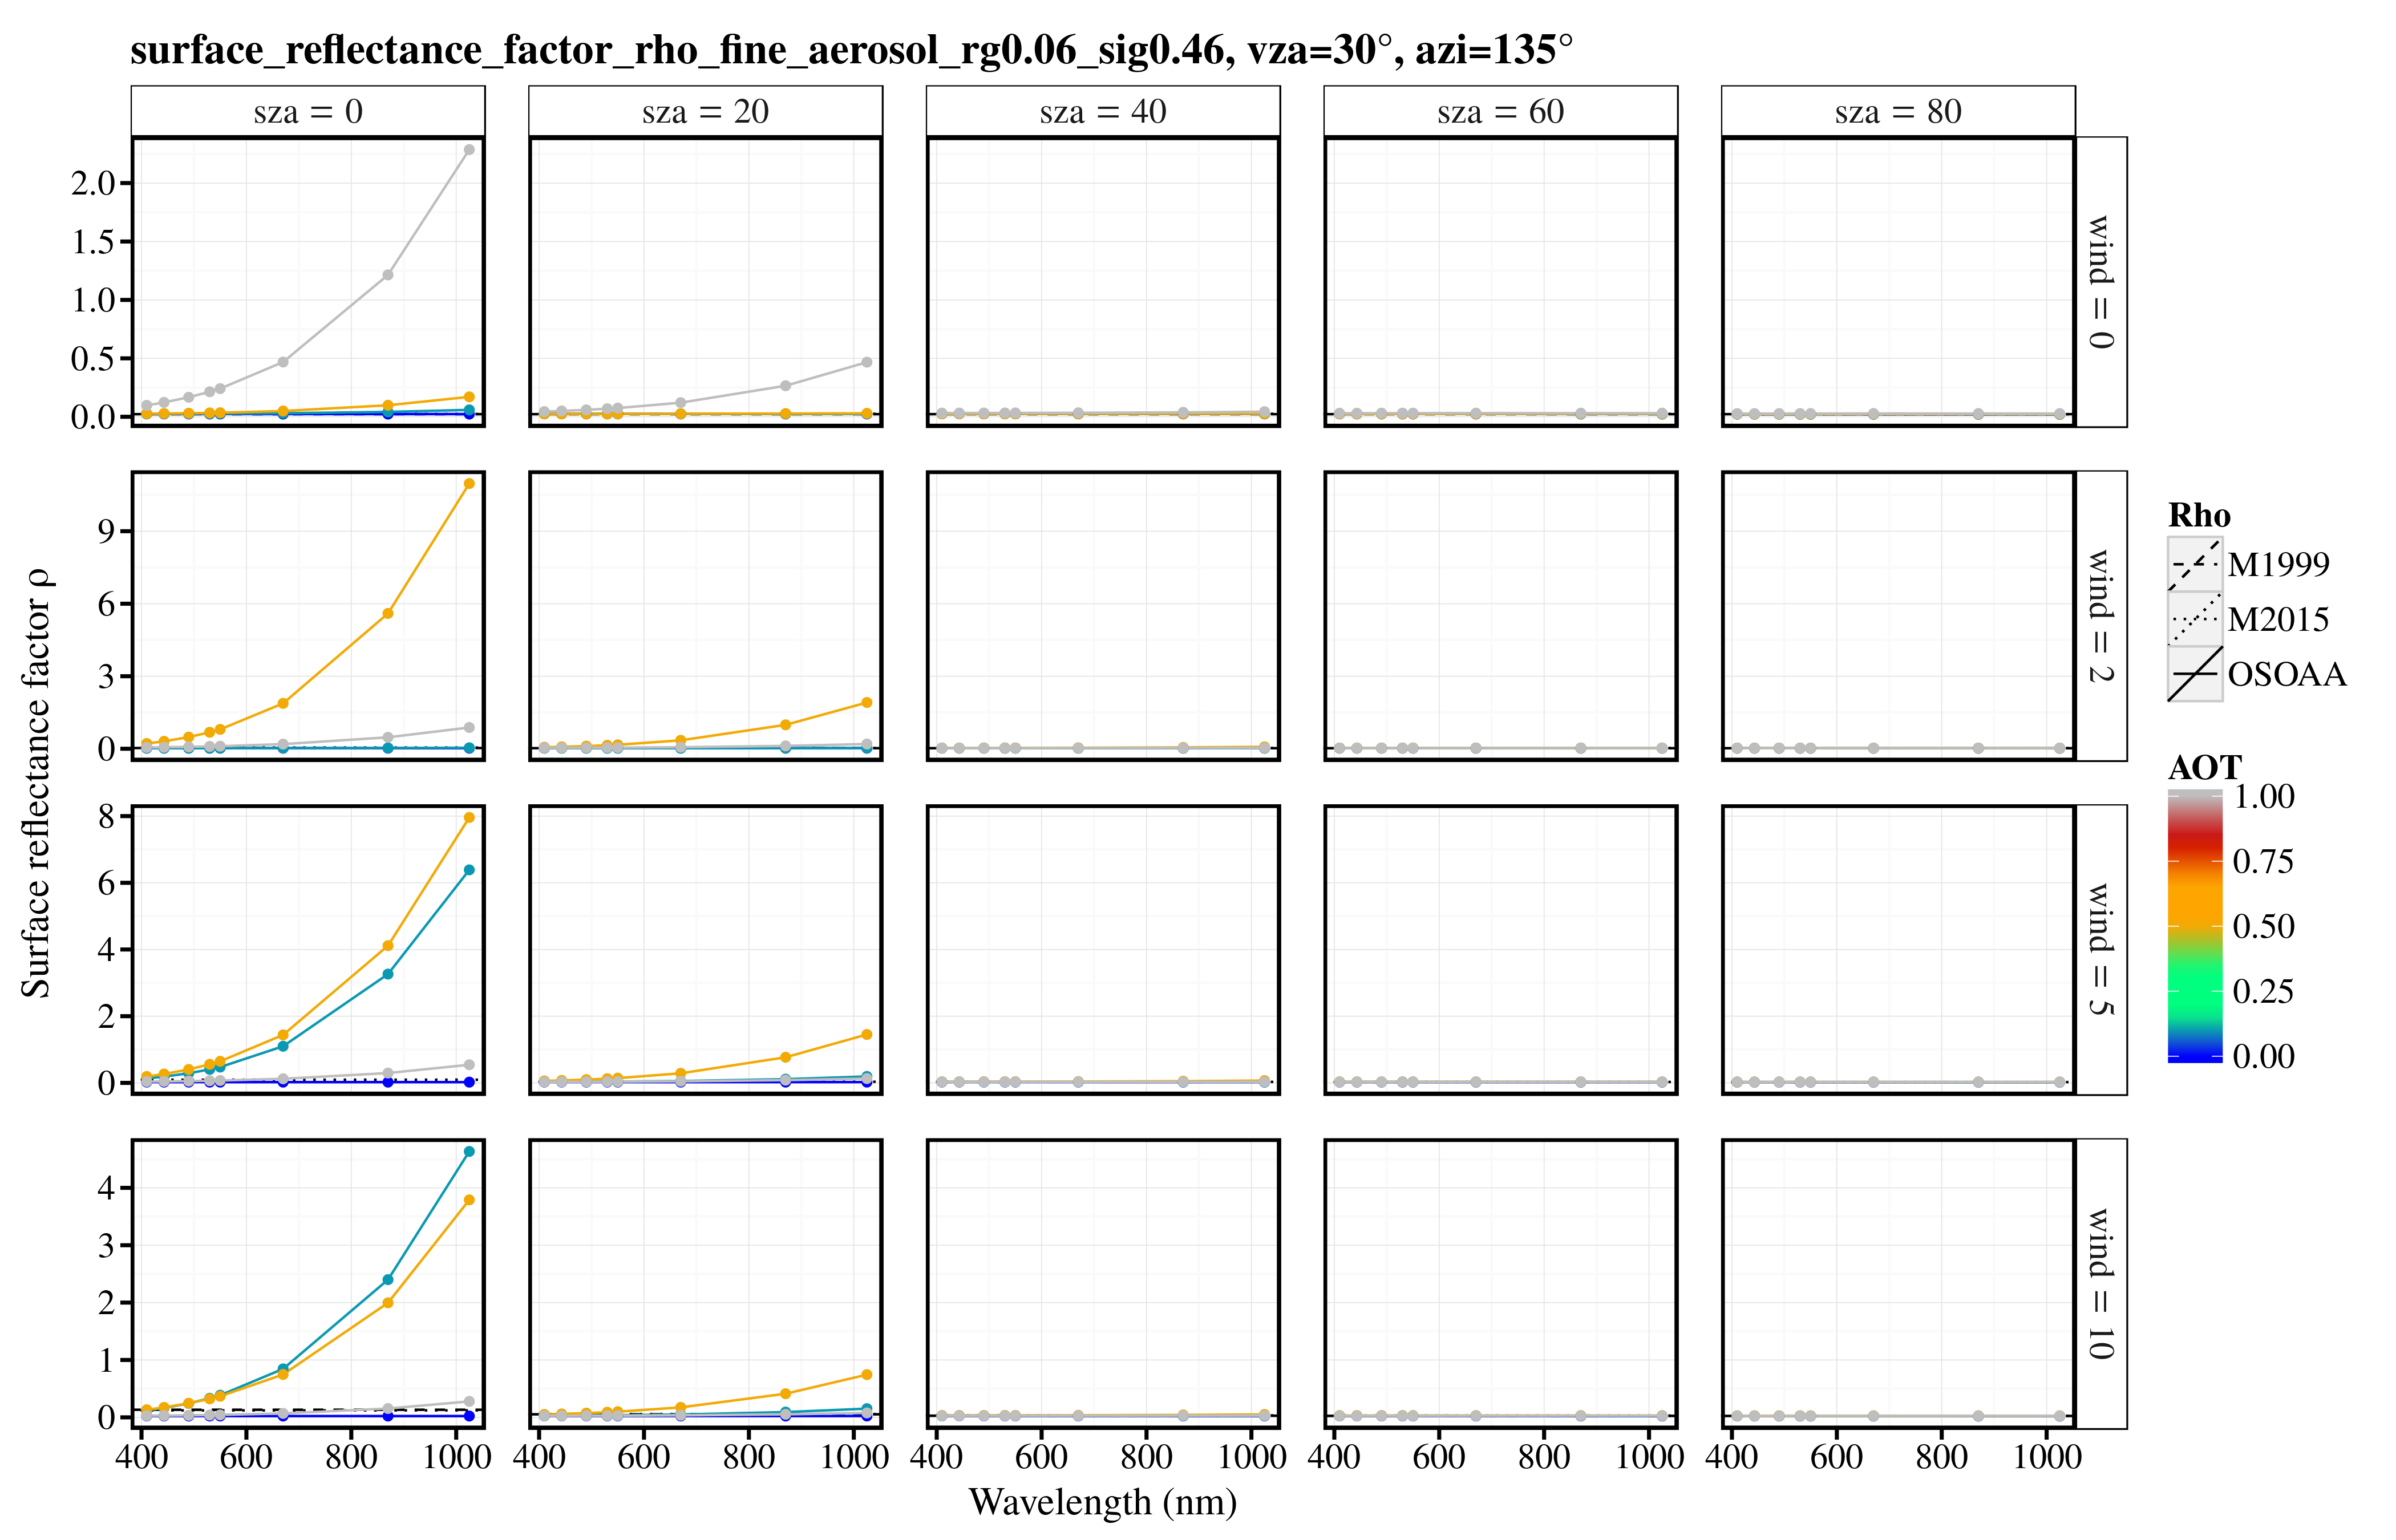 surface_reflectance_factor_rho_fine_aerosol_rg0.06_sig0.46, vza=30°, azi=135°
sza = 0
sza = 20
sza = 40
sza = 60
sza = 80
2.0
1.5
1.0
0.5
0.0
wind = 0
9
6
3
0
wind = 2
8
6
4
2
0
wind = 5
4
3
2
1
0
wind = 10
400 600 800 1000
400 600 800 1000
400 600 800 1000
400 600 800 1000
400 600 800 1000
Wavelength (nm)
Surface reflectance factor ρ
Rho
M1999
M2015
OSOAA
AOT
1.00
0.75
0.50
0.25
0.00